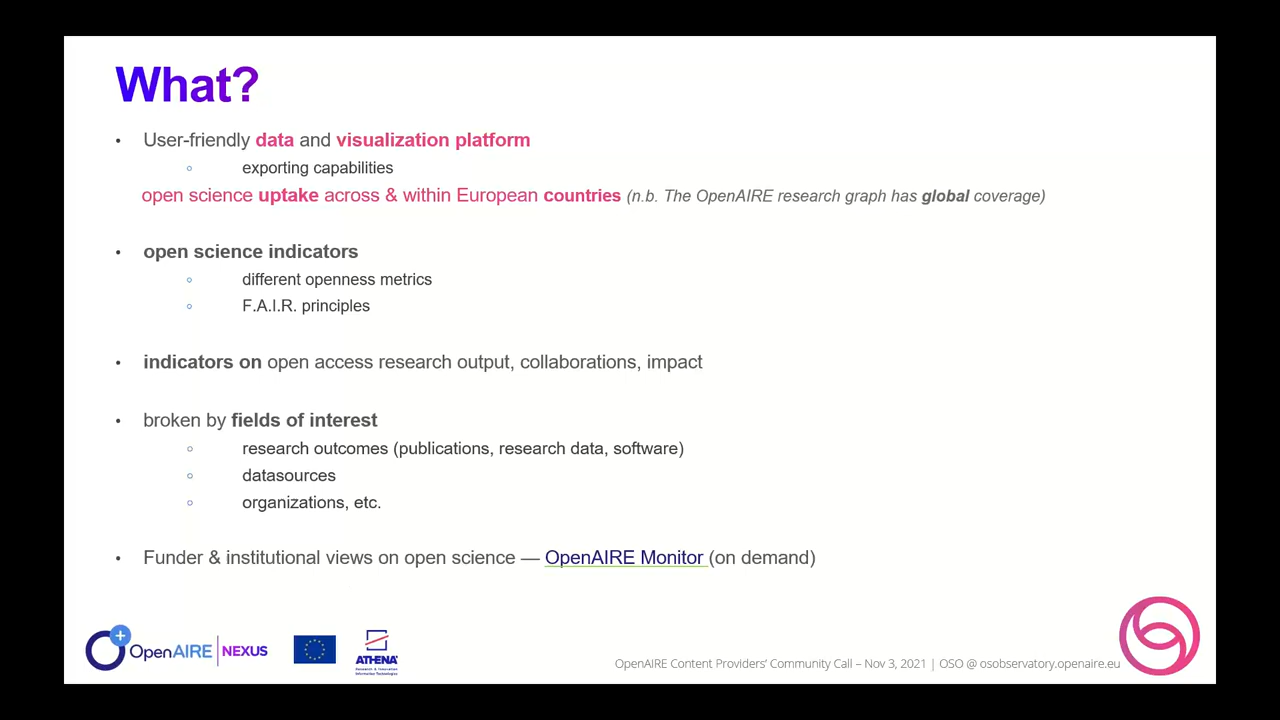 What?
• User-friendly data and visualization platform
○ exporting capabilities
open science uptake across & within European countries (n.b. The OpenAIRE research graph has global coverage)
• open science indicators
○ different openness metrics
○ F.A.I.R. principles
• indicators on open access research output, collaborations, impact
• broken by fields of interest
○ research outcomes (publications, research data, software)
○ datasources
○ organizations, etc.
• Funder & institutional views on open science — OpenAIRE Monitor (on demand)
OpenAIRE | NEXUS
ATHENA
Research & Innovation
Information Technologies
OpenAIRE Content Providers' Community Call – Nov 3, 2021 | OSO @ osobservatory.openaire.eu